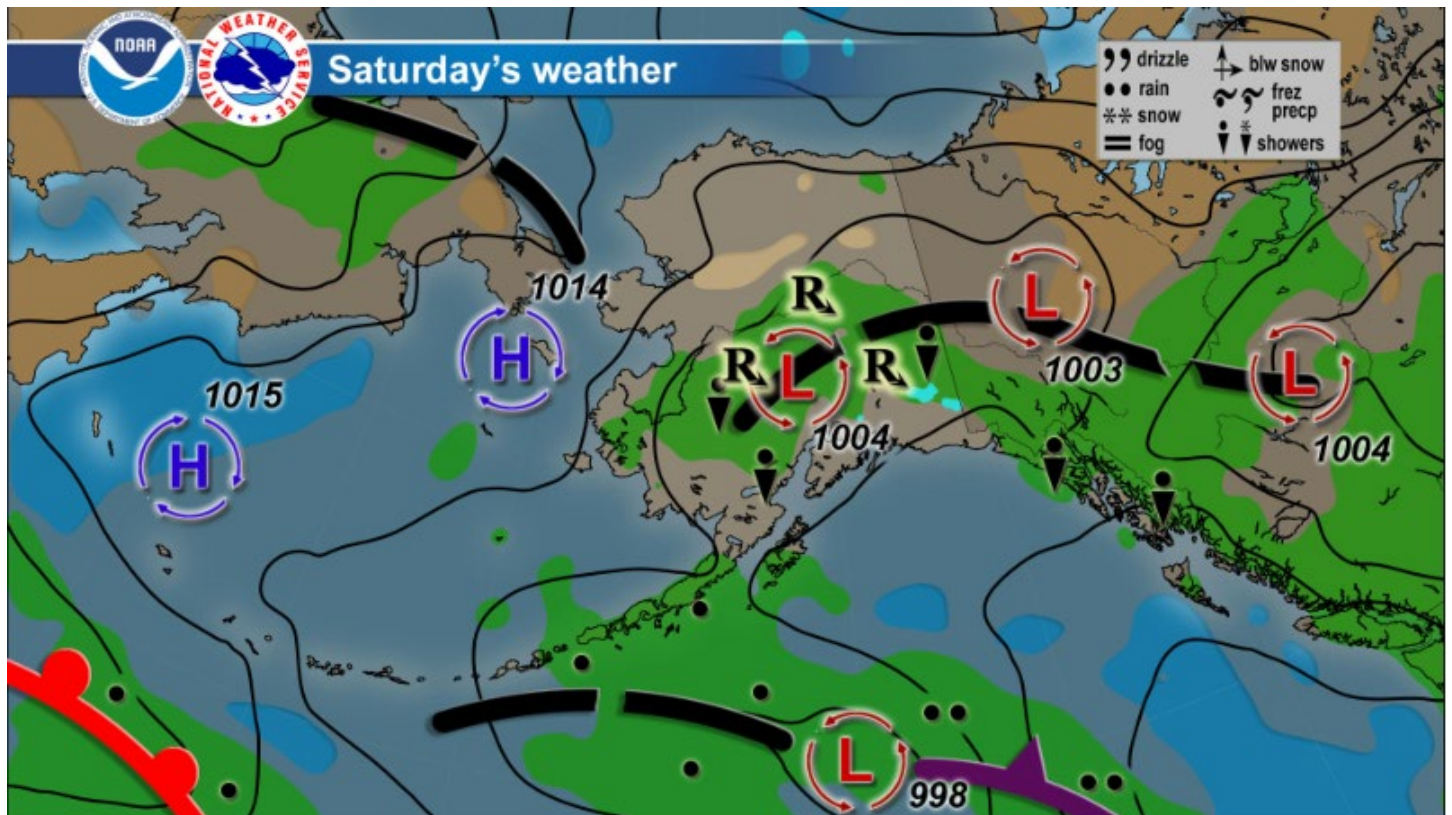 NOAA
NATIONAL WEATHER SERVICE
Saturday's weather
drizzle
blw snow
rain
frez
precp
snow
fog
showers
1014
H
1015
H
R
R
R
L
1004
L
1003
L
1004
L
998